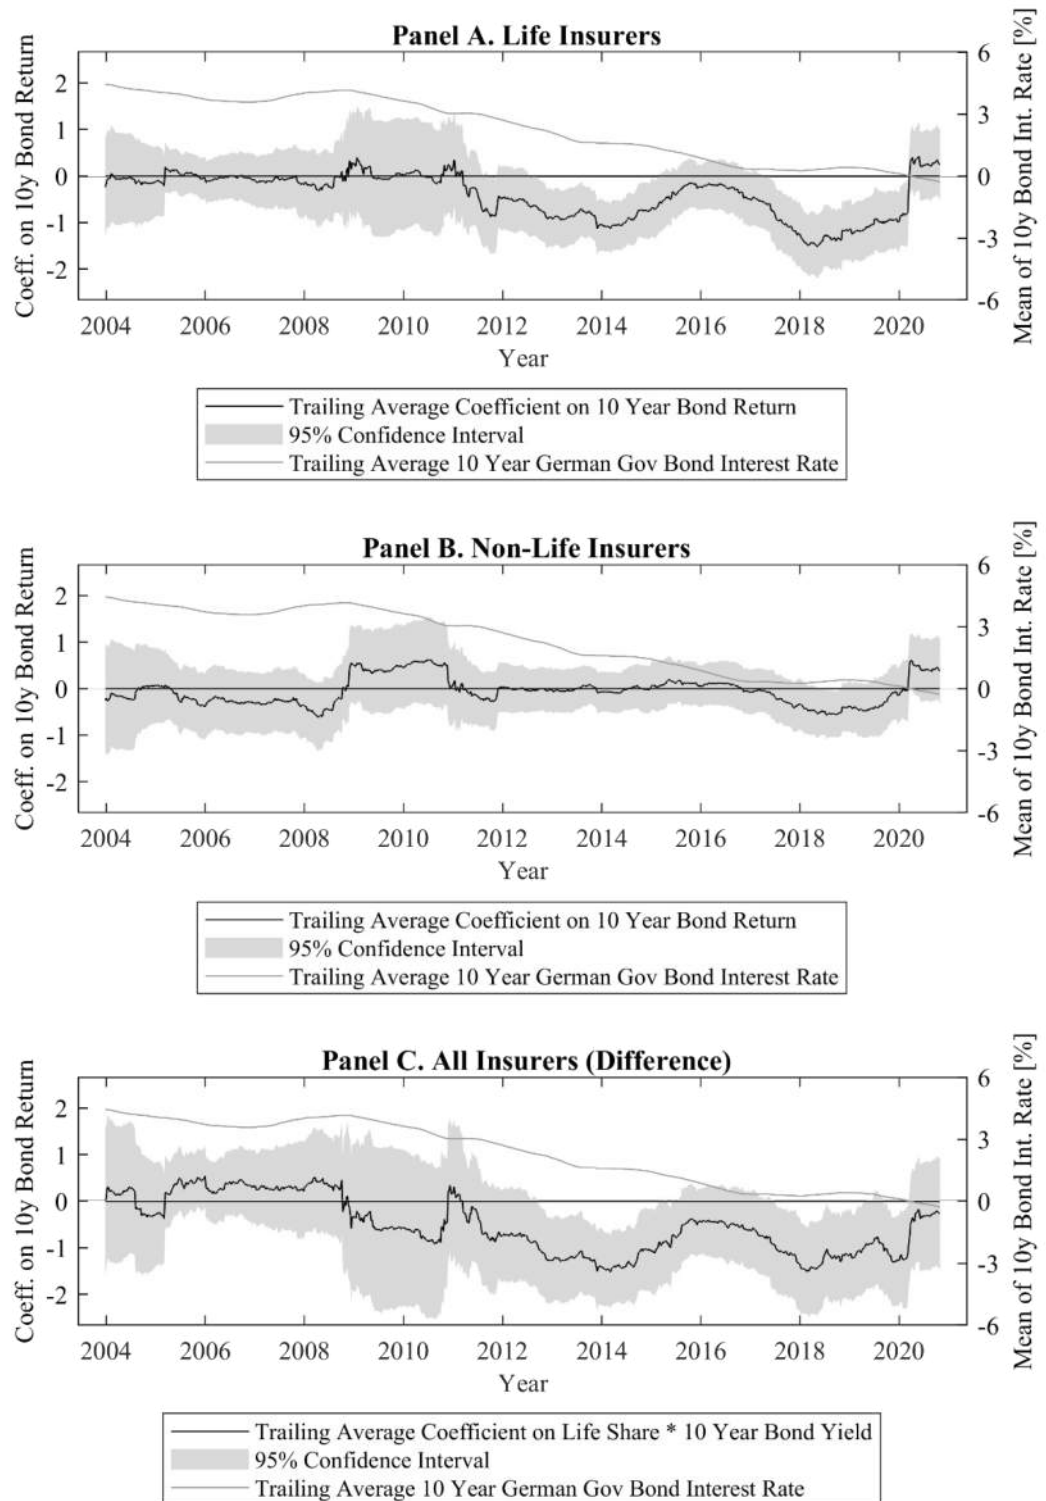 Panel A. Life Insurers
Coeff. on 10y Bond Return
2
1
0
-1
-2
6
3
0
-3
-6
Mean of 10y Bond Int. Rate [%]
2004 2006 2008 2010 2012 2014 2016 2018 2020
Year
Trailing Average Coefficient on 10 Year Bond Return
95% Confidence Interval
Trailing Average 10 Year German Gov Bond Interest Rate
Panel B. Non-Life Insurers
Coeff. on 10y Bond Return
2
1
0
-1
-2
6
3
0
-3
-6
Mean of 10y Bond Int. Rate [%]
2004 2006 2008 2010 2012 2014 2016 2018 2020
Year
Trailing Average Coefficient on 10 Year Bond Return
95% Confidence Interval
Trailing Average 10 Year German Gov Bond Interest Rate
Panel C. All Insurers (Difference)
Coeff. on 10y Bond Return
2
1
0
-1
-2
6
3
0
-3
-6
Mean of 10y Bond Int. Rate [%]
2004 2006 2008 2010 2012 2014 2016 2018 2020
Year
Trailing Average Coefficient on Life Share * 10 Year Bond Yield
95% Confidence Interval
Trailing Average 10 Year German Gov Bond Interest Rate